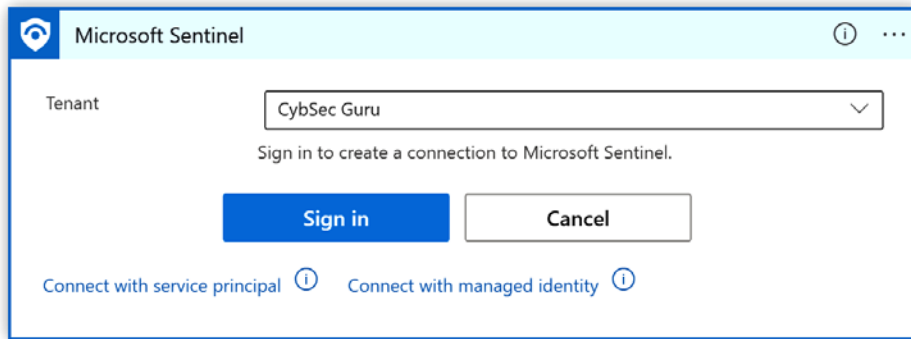 Microsoft Sentinel
Tenant
CybSec Guru
Sign in to create a connection to Microsoft Sentinel.
Sign in Cancel
Connect with service principal Connect with managed identity